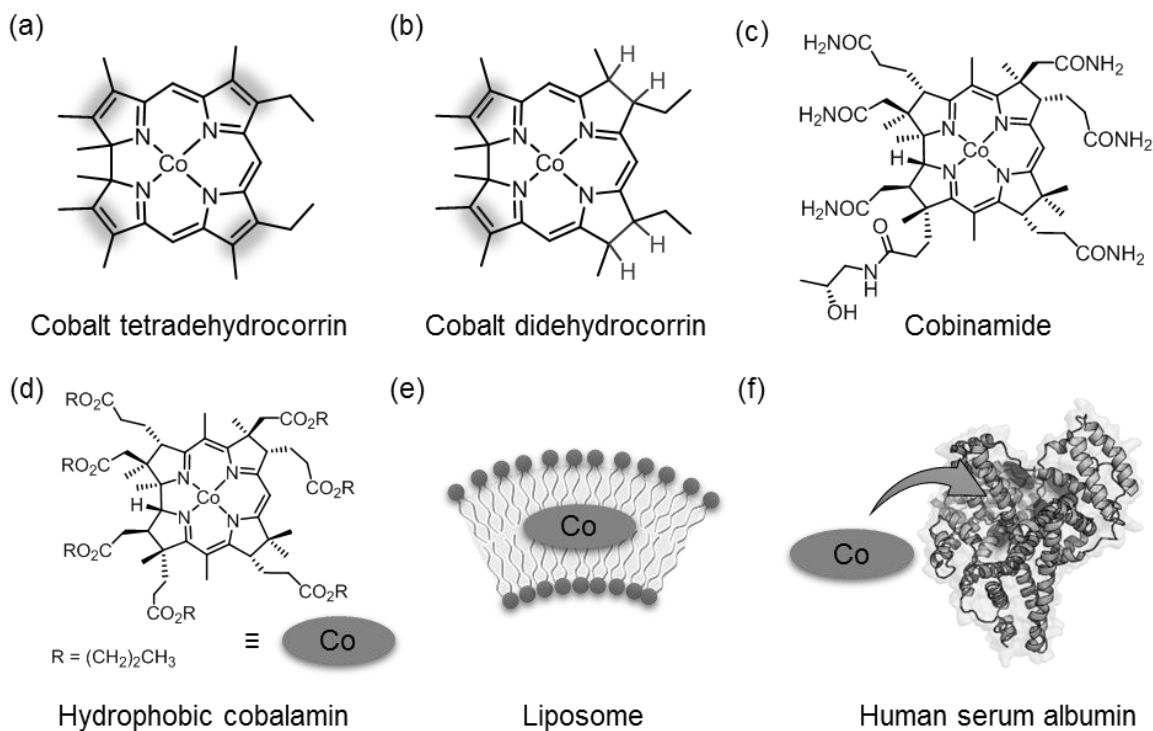 (a)
N
N
Co
N
N
Cobalt tetradehydrocorrin
(b)
H
H
N
N
Co
N
N
H
H
Cobalt didehydrocorrin
(c)
H₂NOC
CONH₂
H₂NOC
CONH₂
N
N
Co
H
N
N
H₂NOC
O
CONH₂
N
H
OH
Cobinamide
(d)
RO₂C
CO₂R
RO₂C
CO₂R
N
N
Co
H
N
N
RO₂C
CO₂R
CO₂R
R = (CH₂)₂CH₃
≡
Co
Hydrophobic cobalamin
(e)
Co
Liposome
(f)
Co
Human serum albumin